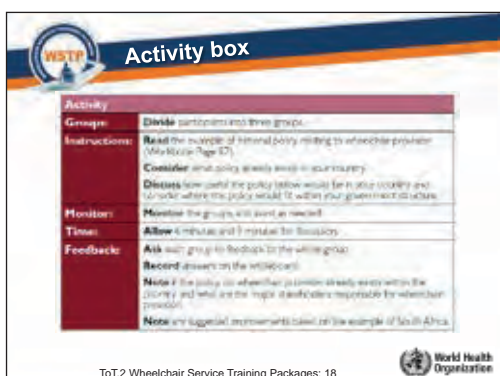 WSTP
Activity box
Activity
Groups: Divide participants into three groups.
Instructions: Read the example of national policy relating to wheelchair provision
(Workbook Page 57).
Consider what policy already exists in your country.
Discuss how useful the policy below would be in your country and
consider where this policy would fit within your government structure.
Monitor: Monitor the groups and assist as needed.
Time: Allow 6 minutes and 5 minutes for discussion.
Feedback: Ask each group to feedback to the whole group.
Record answers on the whiteboard.
Note if the policy on wheelchair provision already exists within the
country and who are the major stakeholders responsible for wheelchair
provision.
Note any suggested improvements based on the example of South Africa.
ToT.2 Wheelchair Service Training Packages: 18
World Health
Organization